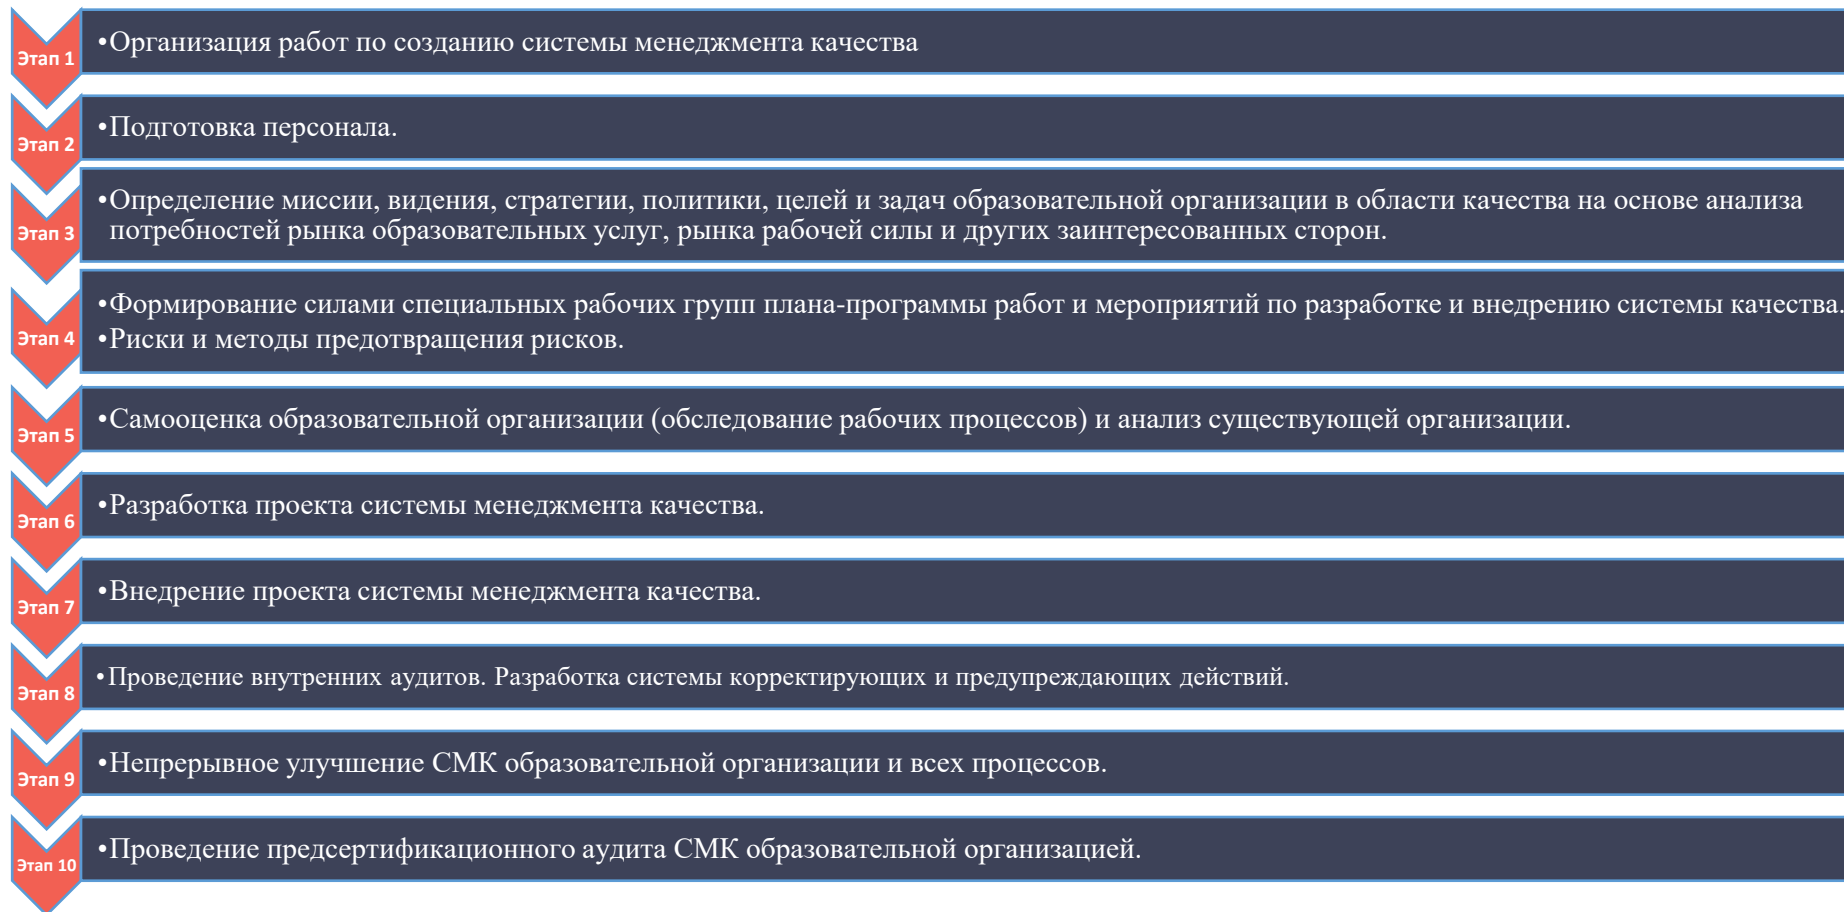 Этап 1
•Организация работ по созданию системы менеджмента качества
Этап 2
•Подготовка персонала.
Этап 3
•Определение миссии, видения, стратегии, политики, целей и задач образовательной организации в области качества на основе анализа
потребностей рынка образовательных услуг, рынка рабочей силы и других заинтересованных сторон.
Этап 4
•Формирование силами специальных рабочих групп плана-программы работ и мероприятий по разработке и внедрению системы качества.
•Риски и методы предотвращения рисков.
Этап 5
•Самооценка образовательной организации (обследование рабочих процессов) и анализ существующей организации.
Этап 6
•Разработка проекта системы менеджмента качества.
Этап 7
•Внедрение проекта системы менеджмента качества.
Этап 8
•Проведение внутренних аудитов. Разработка системы корректирующих и предупреждающих действий.
Этап 9
•Непрерывное улучшение СМК образовательной организации и всех процессов.
Этап 10
•Проведение предсертификационного аудита СМК образовательной организацией.